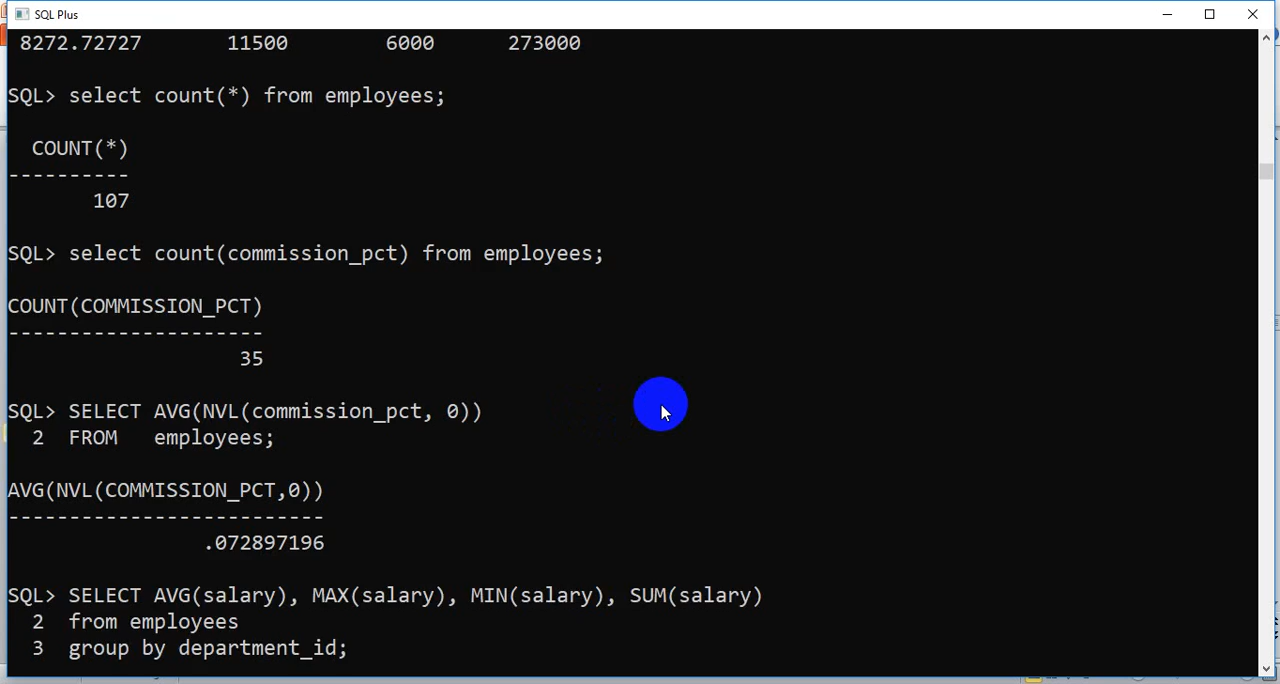 SQL Plus
8272.72727 11500 6000 273000
SQL> select count(*) from employees;
COUNT(*)
----------
107
SQL> select count(commission_pct) from employees;
COUNT(COMMISSION_PCT)
---------------------
35
SQL> SELECT AVG(NVL(commission_pct, 0))
2 FROM employees;
AVG(NVL(COMMISSION_PCT,0))
--------------------------
.072897196
SQL> SELECT AVG(salary), MAX(salary), MIN(salary), SUM(salary)
2 from employees
3 group by department_id;